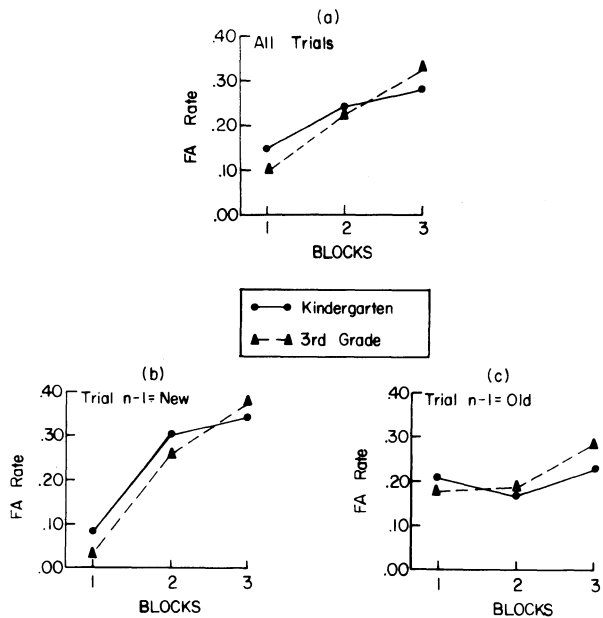 (a)
All Trials
.40
.30
.20
.10
.00
FA Rate
1 2 3
BLOCKS
Kindergarten
3rd Grade
(b)
Trial n-1=New
.40
.30
.20
.10
.00
FA Rate
1 2 3
BLOCKS
(c)
Trial n-1=Old
.40
.30
.20
.10
.00
FA Rate
1 2 3
BLOCKS